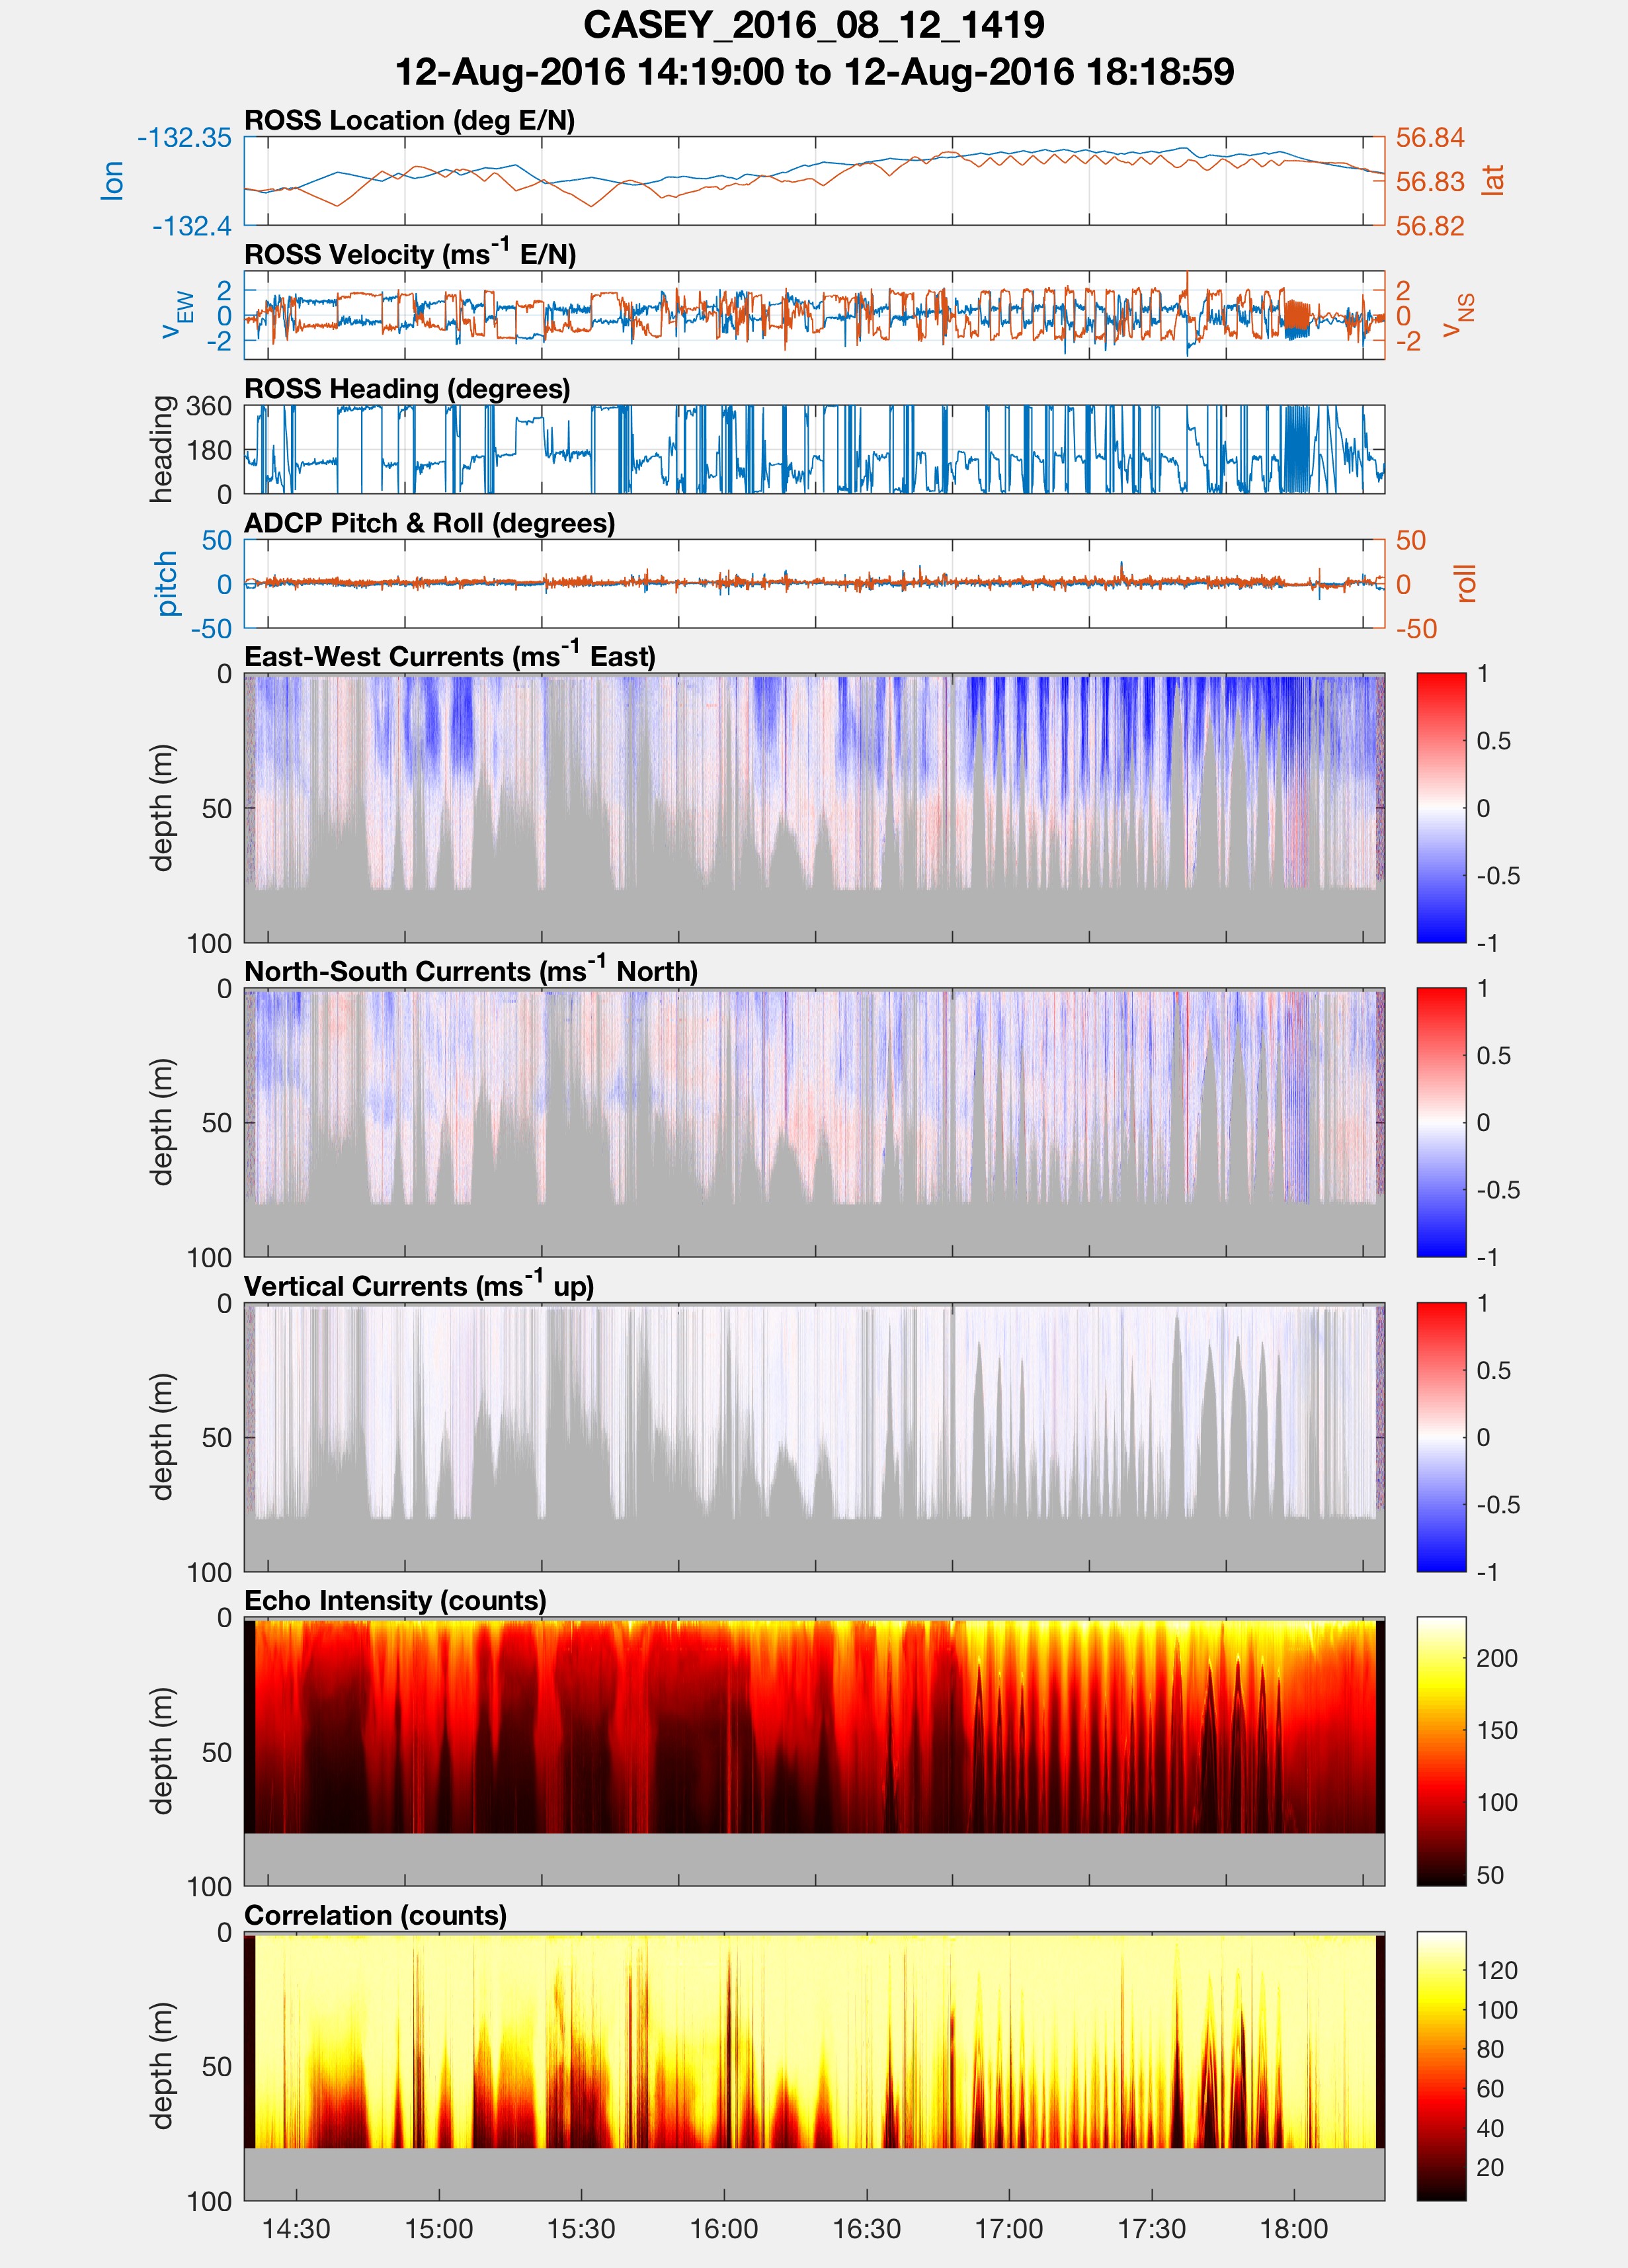 CASEY_2016_08_12_1419
12-Aug-2016 14:19:00 to 12-Aug-2016 18:18:59
ROSS Location (deg E/N)
lon
-132.35
-132.4
56.84
56.83
56.82
lat
ROSS Velocity (ms-1 E/N)
vEW
2
0
-2
2
0
-2
vNS
ROSS Heading (degrees)
heading
360
180
0
ADCP Pitch & Roll (degrees)
pitch
50
0
-50
50
0
-50
roll
East-West Currents (ms-1 East)
depth (m)
0
50
100
1
0.5
0
-0.5
-1
North-South Currents (ms-1 North)
depth (m)
0
50
100
1
0.5
0
-0.5
-1
Vertical Currents (ms-1 up)
depth (m)
0
50
100
1
0.5
0
-0.5
-1
Echo Intensity (counts)
depth (m)
0
50
100
200
150
100
50
Correlation (counts)
depth (m)
0
50
100
120
100
80
60
40
20
14:30 15:00 15:30 16:00 16:30 17:00 17:30 18:00